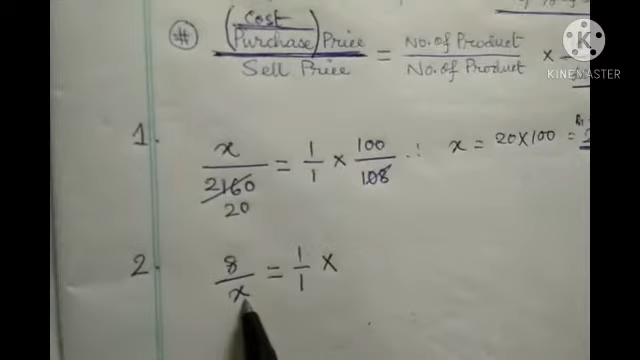 # (Cost / Purchase) Price / Sell Price = No. of Product / No. of Product ×
KINEMASTER
1. x / 2160 = 1/1 × 100/108 ∴ x = 20×100 =
20
2. 8/x = 1/1 ×